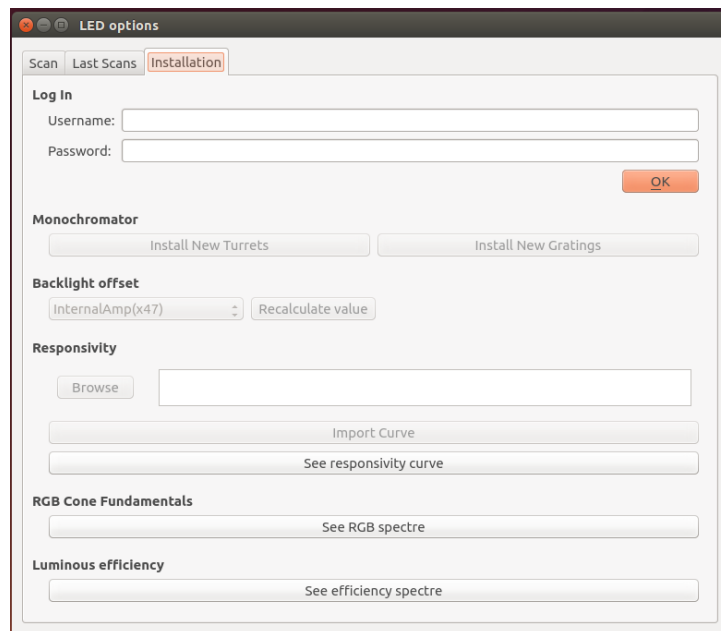 LED options
Scan Last Scans Installation
Log In
Username:
Password:
OK
Monochromator
Install New Turrets Install New Gratings
Backlight offset
InternalAmp(x47) Recalculate value
Responsivity
Browse
Import Curve
See responsivity curve
RGB Cone Fundamentals
See RGB spectre
Luminous efficiency
See efficiency spectre